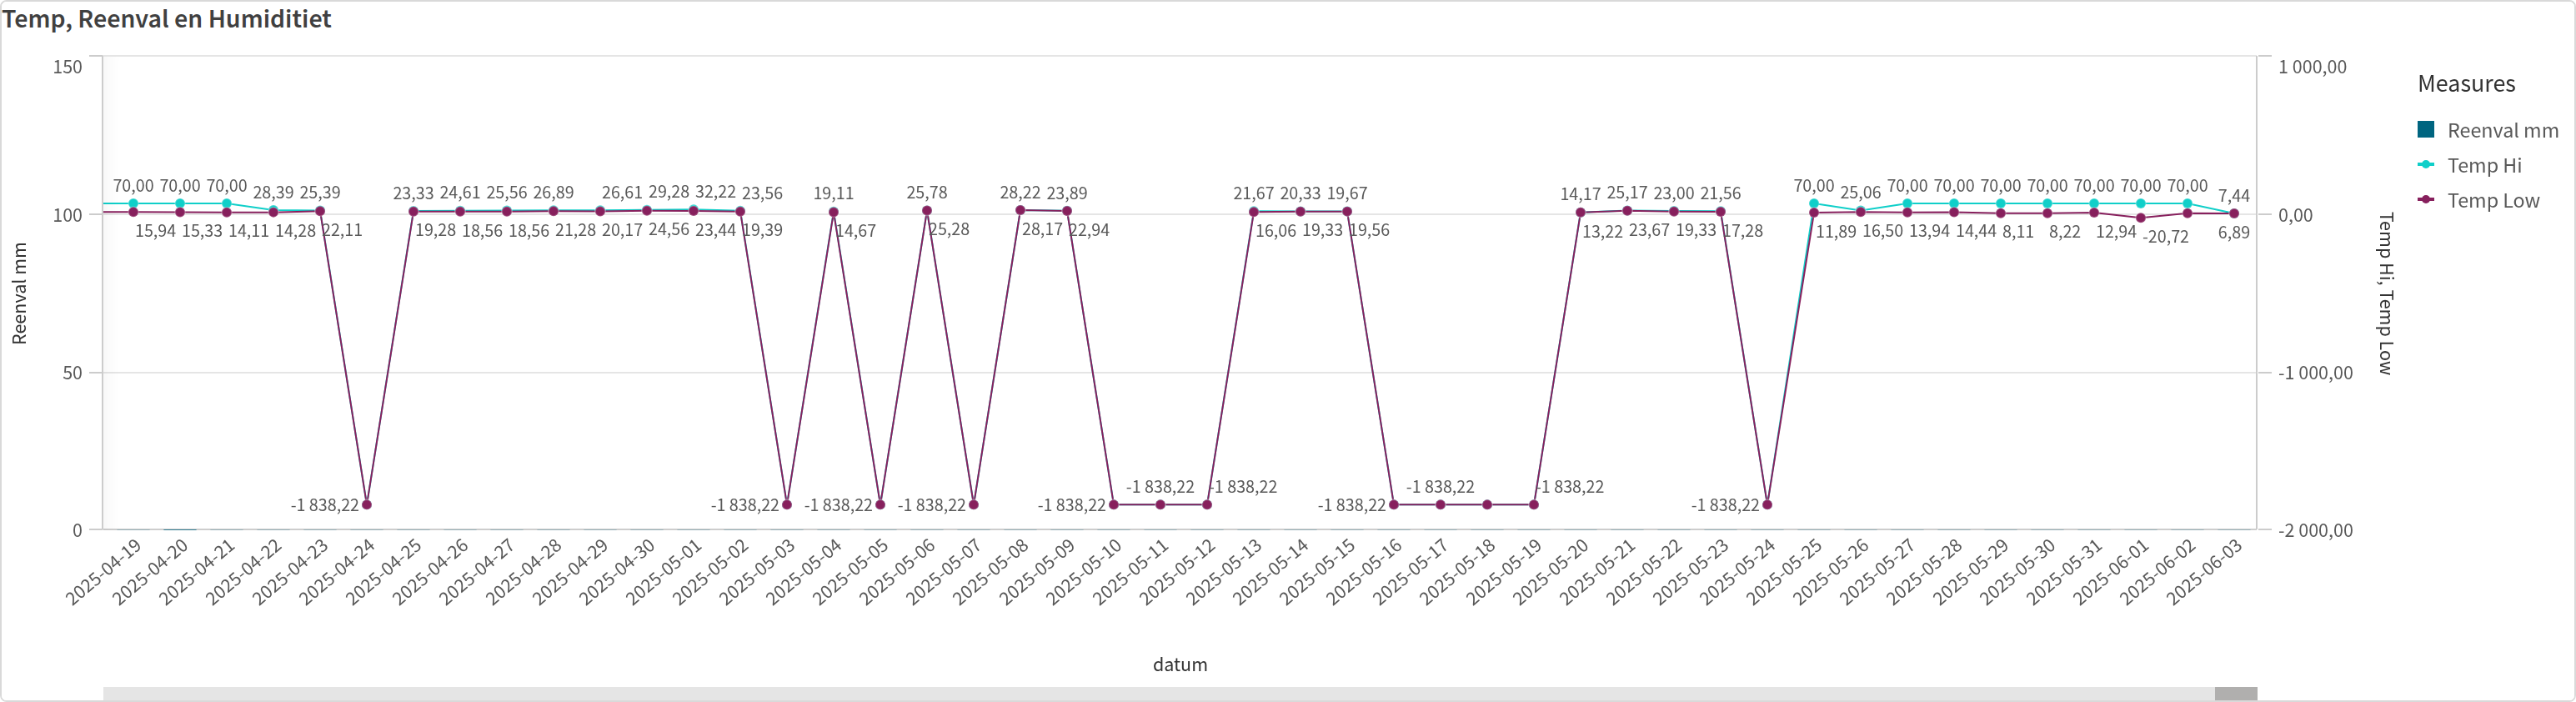 Temp, Reenval en Humiditiet
150
100
50
0
Reenval mm
1 000,00
0,00
-1 000,00
-2 000,00
Temp Hi, Temp Low
Measures
Reenval mm
Temp Hi
Temp Low
70,00 70,00 70,00 28,39 25,39 23,33 24,61 25,56 26,89 26,61 29,28 32,22 23,56 19,11 25,78 28,22 23,89 21,67 20,33 19,67 14,17 25,17 23,00 21,56 70,00 25,06 70,00 70,00 70,00 70,00 70,00 70,00 70,00 7,44
15,94 15,33 14,11 14,28 22,11 19,28 18,56 18,56 21,28 20,17 24,56 23,44 19,39 14,67 25,28 28,17 22,94 16,06 19,33 19,56 13,22 23,67 19,33 17,28 11,89 16,50 13,94 14,44 8,11 8,22 12,94 -20,72 6,89
-1 838,22 -1 838,22 -1 838,22
-1 838,22 -1 838,22 -1 838,22 -1 838,22 -1 838,22 -1 838,22 -1 838,22
2025-04-19 2025-04-20 2025-04-21 2025-04-22 2025-04-23 2025-04-24 2025-04-25 2025-04-26 2025-04-27 2025-04-28 2025-04-29 2025-04-30 2025-05-01 2025-05-02 2025-05-03 2025-05-04 2025-05-05 2025-05-06 2025-05-07 2025-05-08 2025-05-09 2025-05-10 2025-05-11 2025-05-12 2025-05-13 2025-05-14 2025-05-15 2025-05-16 2025-05-17 2025-05-18 2025-05-19 2025-05-20 2025-05-21 2025-05-22 2025-05-23 2025-05-24 2025-05-25 2025-05-26 2025-05-27 2025-05-28 2025-05-29 2025-05-30 2025-05-31 2025-06-01 2025-06-02 2025-06-03
datum